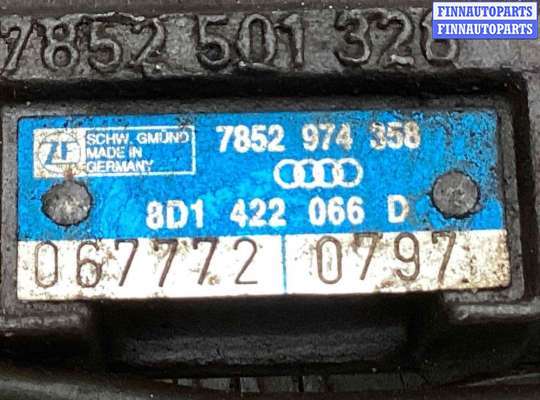 FINNAUTOPARTS
FINNAUTOPARTS
7852 501 326
ZF SCHW. GMÜND
MADE IN
GERMANY
7852 974 358
8D1 422 066 D
067772 0797